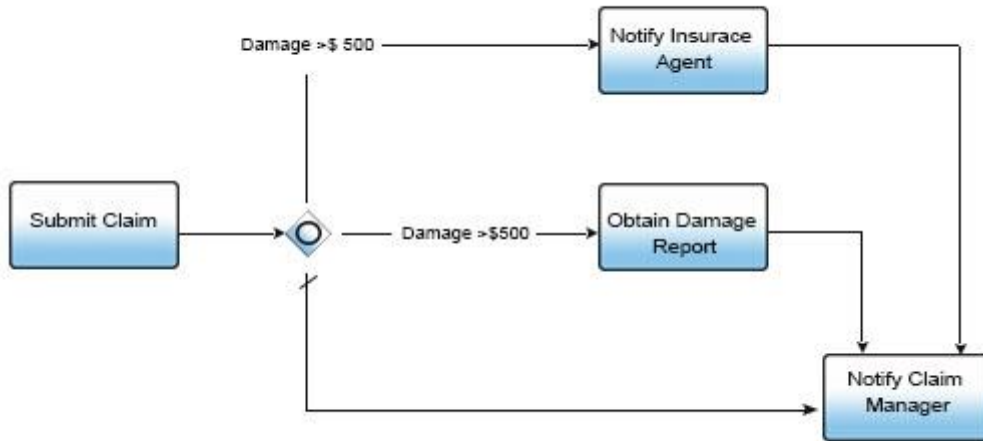 Damage >$ 500
Notify Insurace
Agent
Submit Claim
Damage >$500
Obtain Damage
Report
Notify Claim
Manager